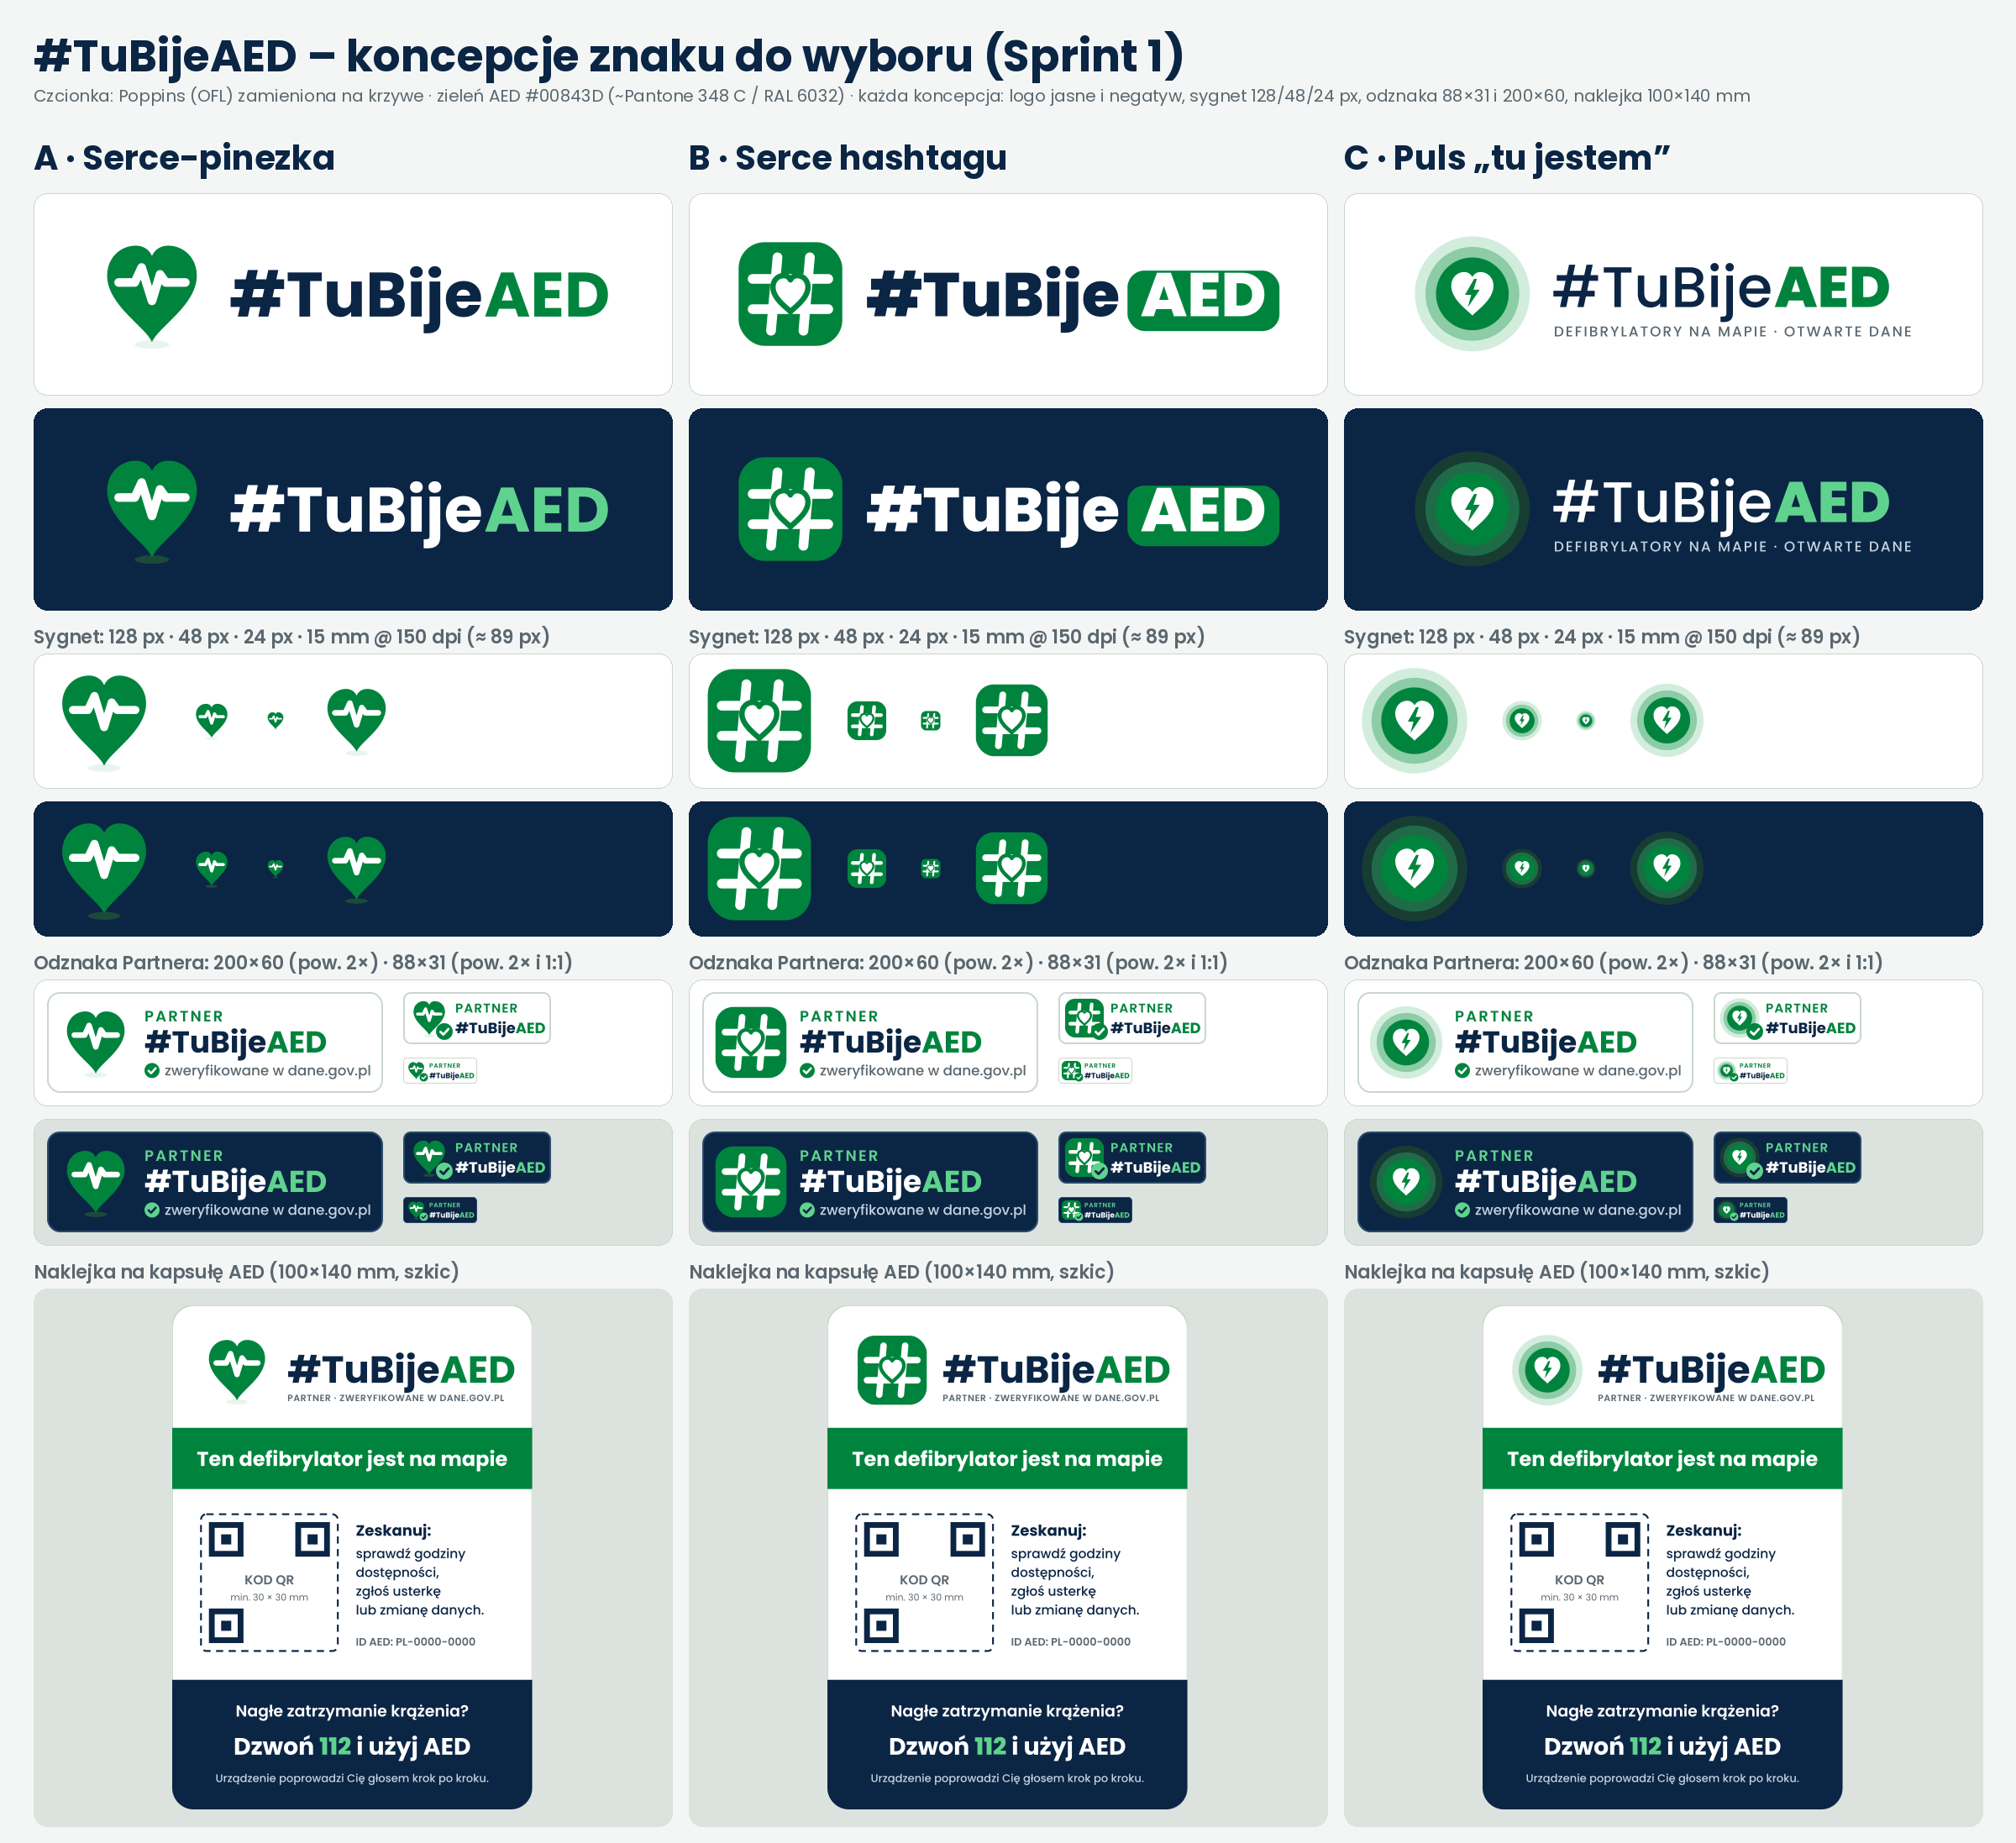 #TuBijeAED – koncepcje znaku do wyboru (Sprint 1)
Czcionka: Poppins (OFL) zamieniona na krzywe · zieleń AED #00843D (~Pantone 348 C / RAL 6032) · każda koncepcja: logo jasne i negatyw, sygnet 128/48/24 px, odznaka 88×31 i 200×60, naklejka 100×140 mm
A · Serce-pinezka
#TuBijeAED
#TuBijeAED
Sygnet: 128 px · 48 px · 24 px · 15 mm @ 150 dpi (≈ 89 px)
Odznaka Partnera: 200×60 (pow. 2×) · 88×31 (pow. 2× i 1:1)
PARTNER
#TuBijeAED
zweryfikowane w dane.gov.pl
PARTNER
#TuBijeAED
PARTNER
#TuBijeAED
PARTNER
#TuBijeAED
zweryfikowane w dane.gov.pl
PARTNER
#TuBijeAED
PARTNER
#TuBijeAED
Naklejka na kapsułę AED (100×140 mm, szkic)
#TuBijeAED
PARTNER · ZWERYFIKOWANE W DANE.GOV.PL
Ten defibrylator jest na mapie
KOD QR
min. 30 × 30 mm
Zeskanuj:
sprawdź godziny
dostępności,
zgłoś usterkę
lub zmianę danych.
ID AED: PL-0000-0000
Nagłe zatrzymanie krążenia?
Dzwoń 112 i użyj AED
Urządzenie poprowadzi Cię głosem krok po kroku.
B · Serce hashtagu
#TuBije AED
#TuBije AED
Sygnet: 128 px · 48 px · 24 px · 15 mm @ 150 dpi (≈ 89 px)
Odznaka Partnera: 200×60 (pow. 2×) · 88×31 (pow. 2× i 1:1)
PARTNER
#TuBijeAED
zweryfikowane w dane.gov.pl
PARTNER
#TuBijeAED
PARTNER
#TuBijeAED
PARTNER
#TuBijeAED
zweryfikowane w dane.gov.pl
PARTNER
#TuBijeAED
PARTNER
#TuBijeAED
Naklejka na kapsułę AED (100×140 mm, szkic)
#TuBijeAED
PARTNER · ZWERYFIKOWANE W DANE.GOV.PL
Ten defibrylator jest na mapie
KOD QR
min. 30 × 30 mm
Zeskanuj:
sprawdź godziny
dostępności,
zgłoś usterkę
lub zmianę danych.
ID AED: PL-0000-0000
Nagłe zatrzymanie krążenia?
Dzwoń 112 i użyj AED
Urządzenie poprowadzi Cię głosem krok po kroku.
C · Puls „tu jestem”
#TuBijeAED
DEFIBRYLATORY NA MAPIE · OTWARTE DANE
#TuBijeAED
DEFIBRYLATORY NA MAPIE · OTWARTE DANE
Sygnet: 128 px · 48 px · 24 px · 15 mm @ 150 dpi (≈ 89 px)
Odznaka Partnera: 200×60 (pow. 2×) · 88×31 (pow. 2× i 1:1)
PARTNER
#TuBijeAED
zweryfikowane w dane.gov.pl
PARTNER
#TuBijeAED
PARTNER
#TuBijeAED
PARTNER
#TuBijeAED
zweryfikowane w dane.gov.pl
PARTNER
#TuBijeAED
PARTNER
#TuBijeAED
Naklejka na kapsułę AED (100×140 mm, szkic)
#TuBijeAED
PARTNER · ZWERYFIKOWANE W DANE.GOV.PL
Ten defibrylator jest na mapie
KOD QR
min. 30 × 30 mm
Zeskanuj:
sprawdź godziny
dostępności,
zgłoś usterkę
lub zmianę danych.
ID AED: PL-0000-0000
Nagłe zatrzymanie krążenia?
Dzwoń 112 i użyj AED
Urządzenie poprowadzi Cię głosem krok po kroku.